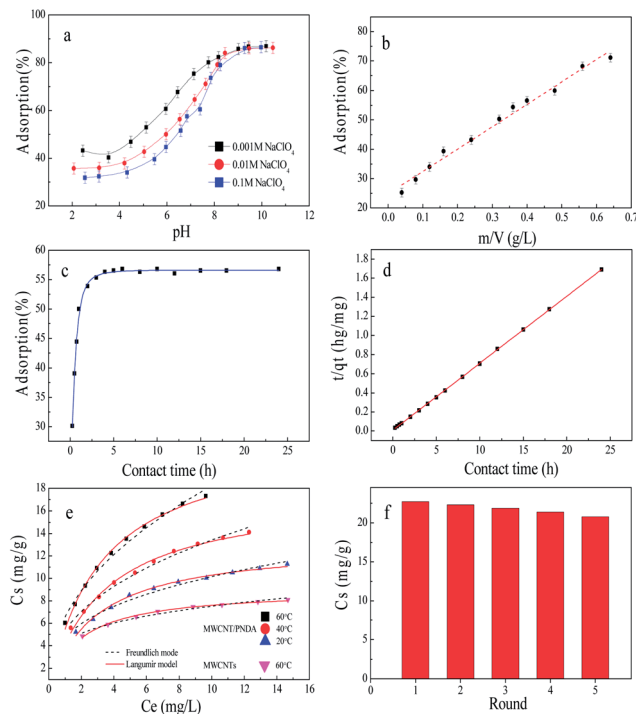 a
Adsorption(%)
100
80
60
40
20
0.001M NaClO4
0.01M NaClO4
0.1M NaClO4
0 2 4 6 8 10 12
pH
b
Adsorption(%)
90
80
70
60
50
40
30
20
0.0 0.1 0.2 0.3 0.4 0.5 0.6 0.7
m/V (g/L)
c
Adsorption(%)
60
55
50
45
40
35
30
0 5 10 15 20 25
Contact time (h)
d
t/qt (hg/mg)
1.8
1.6
1.4
1.2
1.0
0.8
0.6
0.4
0.2
0.0
0 5 10 15 20 25
Contact time (h)
e
Cs (mg/g)
18
16
14
12
10
8
6
4
2
0
60°C
MWCNT/PNDA 40°C
20°C
Freundlich mode
Langumir model
MWCNTs 60°C
0 2 4 6 8 10 12 14 16
Ce (mg/L)
f
Cs (mg/g)
20
15
10
5
0
1 2 3 4 5
Round